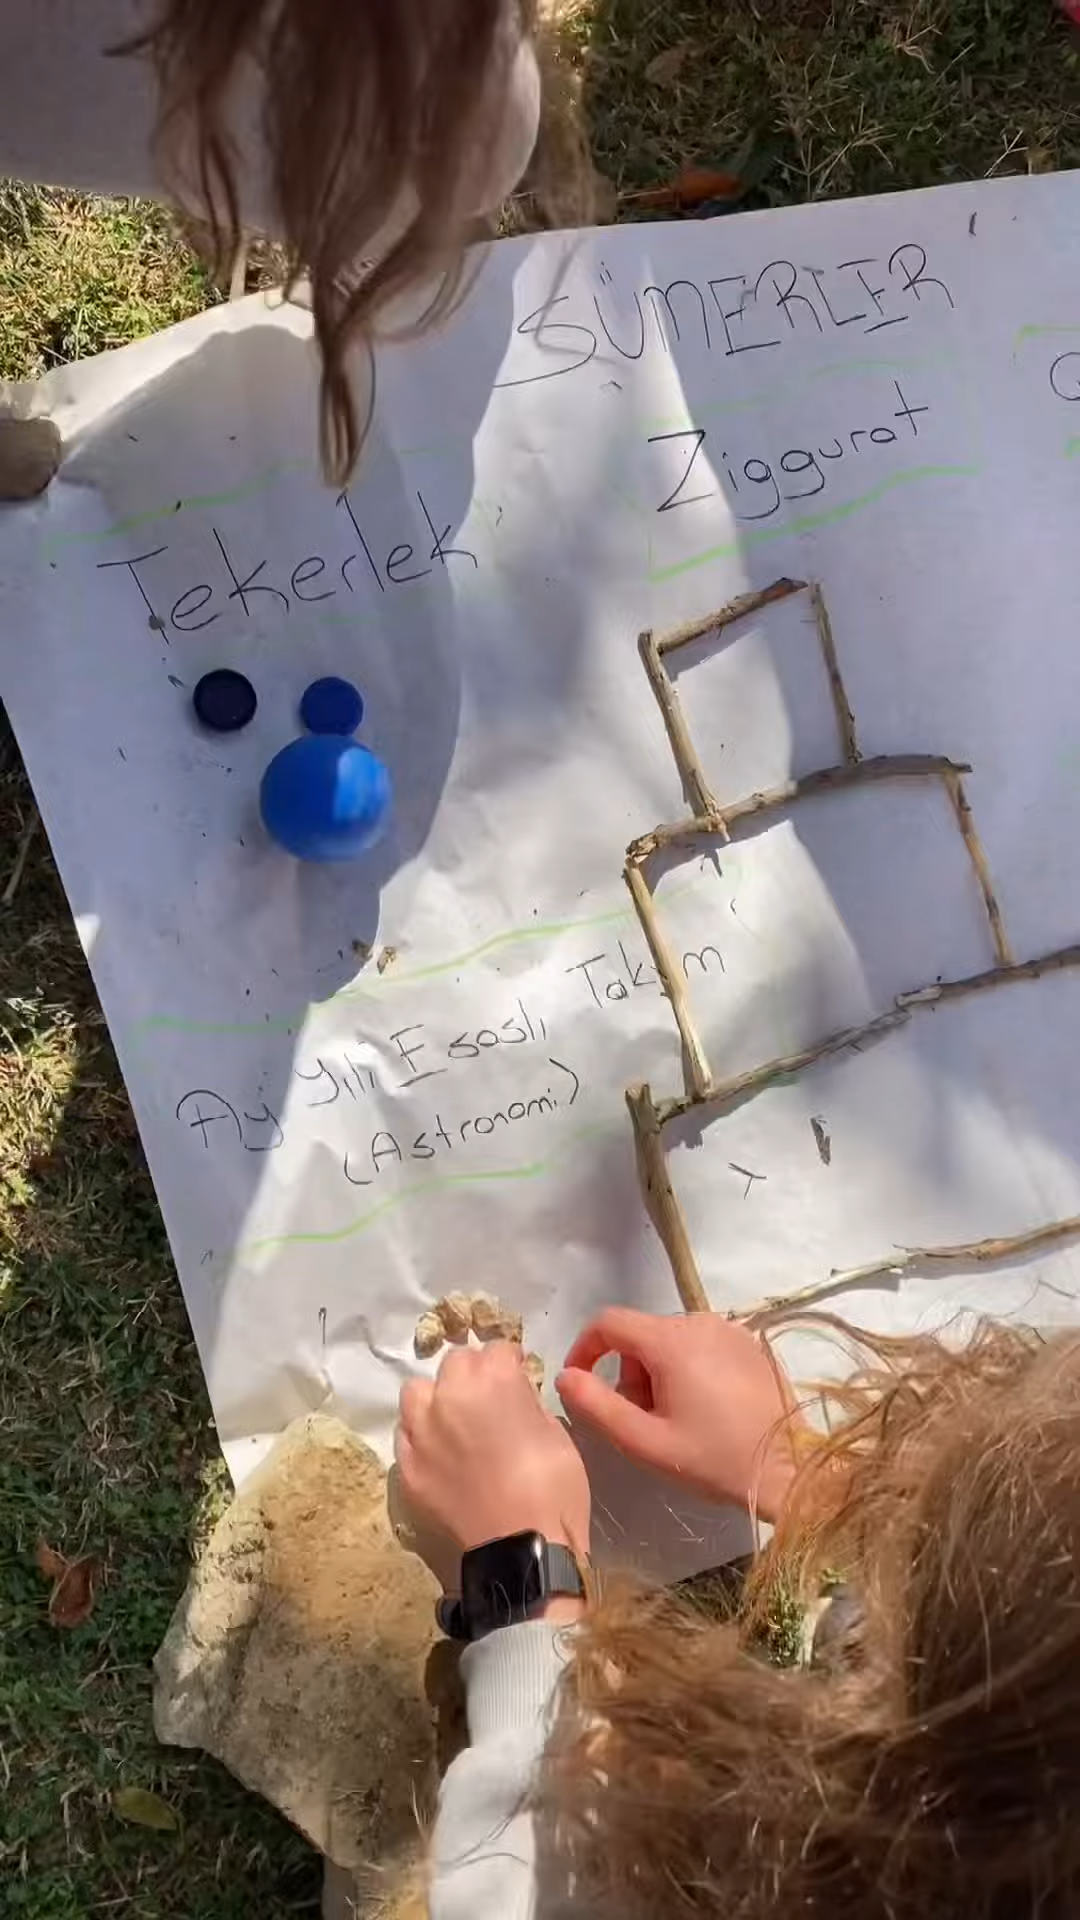 SÜMERLER
Ziggurat
Tekerlek
Ay Yılı Esaslı Takvim
(Astronomi)